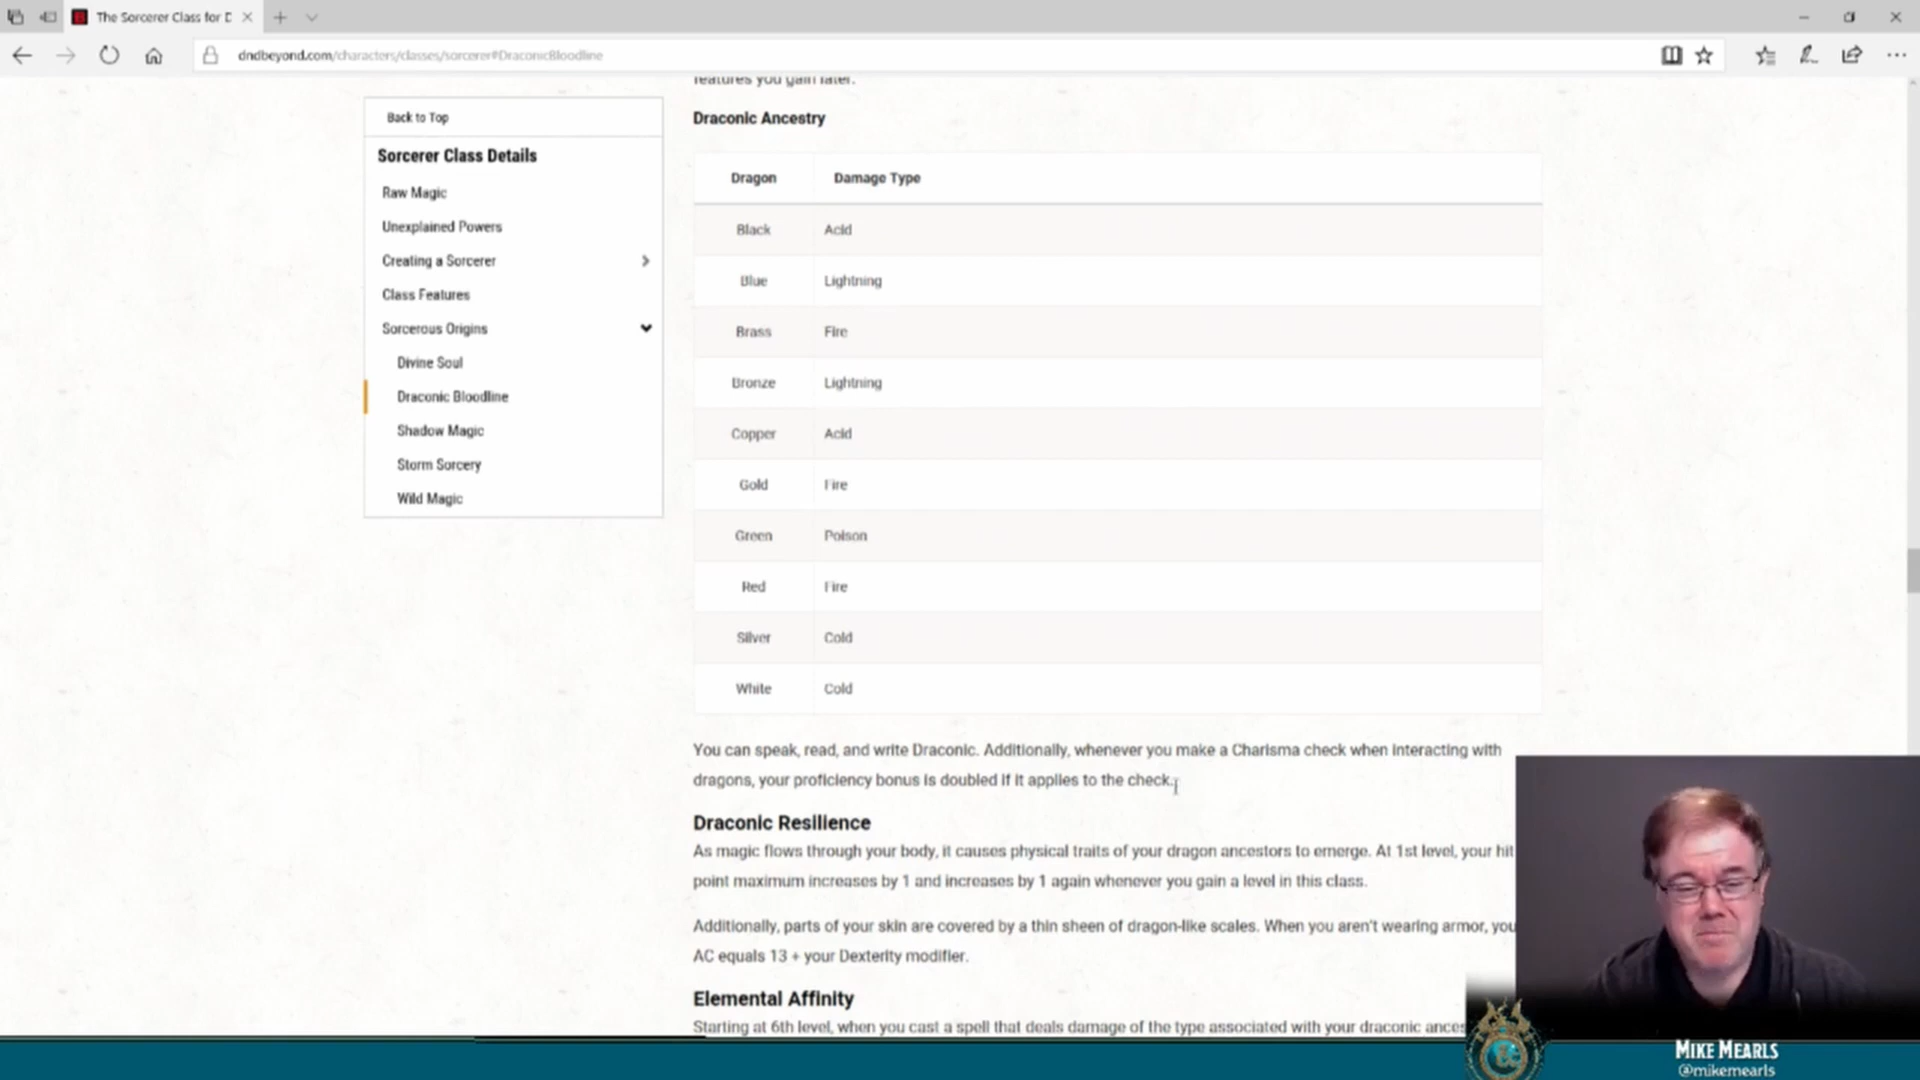 The Sorcerer Class for D
dndbeyond.com/characters/classes/sorcerer#DraconicBloodline
features you gain later.
Back to Top
Sorcerer Class Details
Raw Magic
Unexplained Powers
Creating a Sorcerer
Class Features
Sorcerous Origins
Divine Soul
Draconic Bloodline
Shadow Magic
Storm Sorcery
Wild Magic
Draconic Ancestry
Dragon Damage Type
Black Acid
Blue Lightning
Brass Fire
Bronze Lightning
Copper Acid
Gold Fire
Green Poison
Red Fire
Silver Cold
White Cold
You can speak, read, and write Draconic. Additionally, whenever you make a Charisma check when interacting with
dragons, your proficiency bonus is doubled if it applies to the check.
Draconic Resilience
As magic flows through your body, it causes physical traits of your dragon ancestors to emerge. At 1st level, your hit
point maximum increases by 1 and increases by 1 again whenever you gain a level in this class.
Additionally, parts of your skin are covered by a thin sheen of dragon-like scales. When you aren't wearing armor, you
AC equals 13 + your Dexterity modifier.
Elemental Affinity
Starting at 6th level, when you cast a spell that deals damage of the type associated with your draconic ances
MIKE MEARLS
@mikemearls